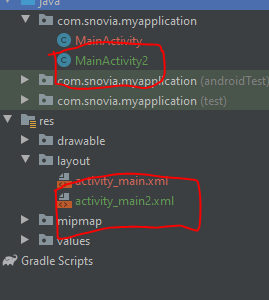 java
com.snovia.myapplication
MainActivity
MainActivity2
com.snovia.myapplication (androidTest)
com.snovia.myapplication (test)
res
drawable
layout
activity_main.xml
activity_main2.xml
mipmap
values
Gradle Scripts